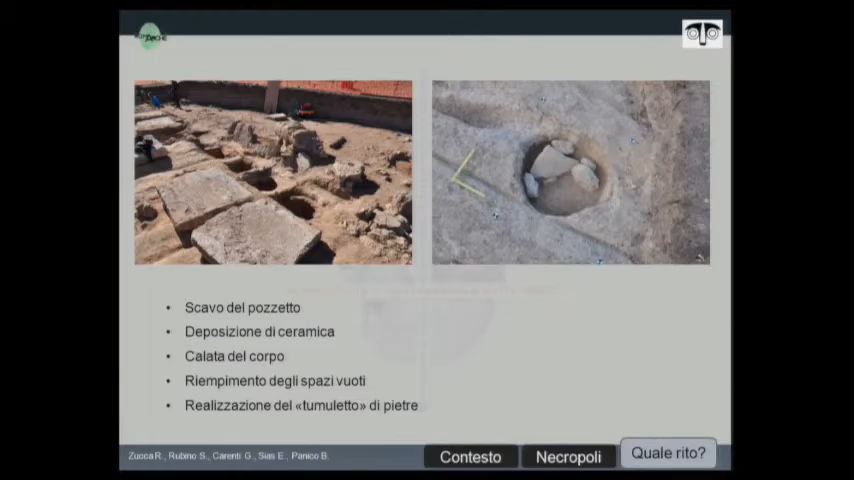 Scavo del pozzetto
Deposizione di ceramica
Calata del corpo
Riempimento degli spazi vuoti
Realizzazione del «tumuletto» di pietre
Zucca R., Rubino S., Carenti G., Sias E., Panico B.
Contesto
Necropoli
Quale rito?